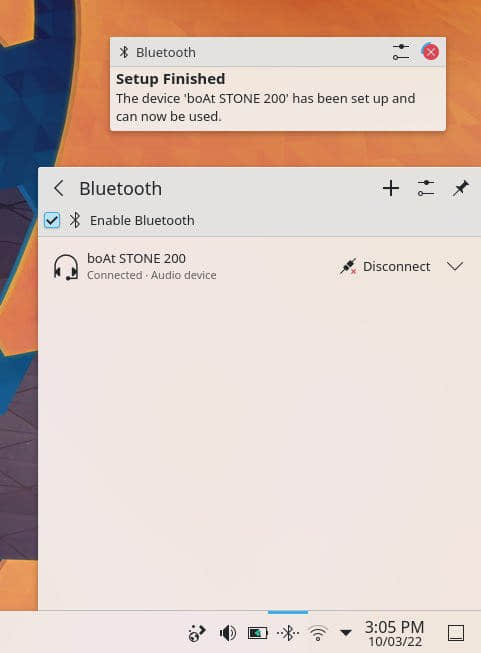 Bluetooth
Setup Finished
The device 'boAt STONE 200' has been set up and
can now be used.
Bluetooth
Enable Bluetooth
boAt STONE 200
Connected · Audio device
Disconnect
3:05 PM
10/03/22